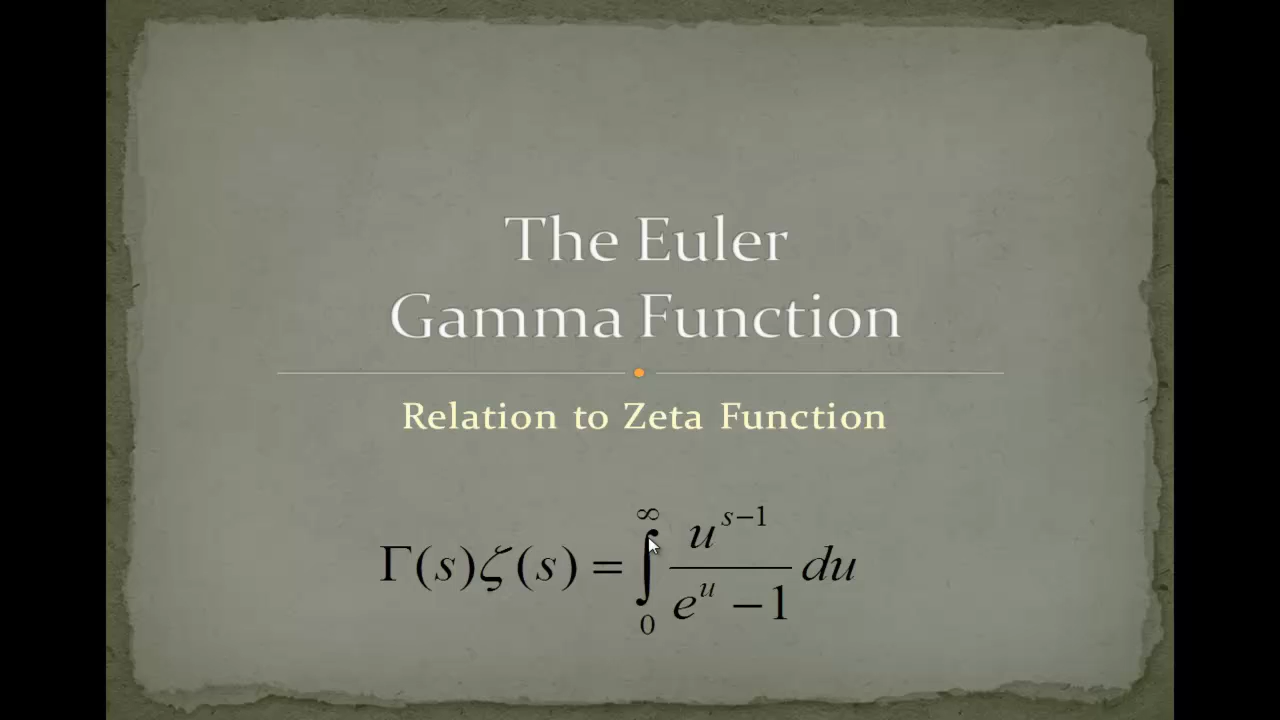 The Euler
Gamma Function
Relation to Zeta Function
Γ(s)ζ(s) = ∫₀^∞ u^{s−1} / (e^u − 1) du